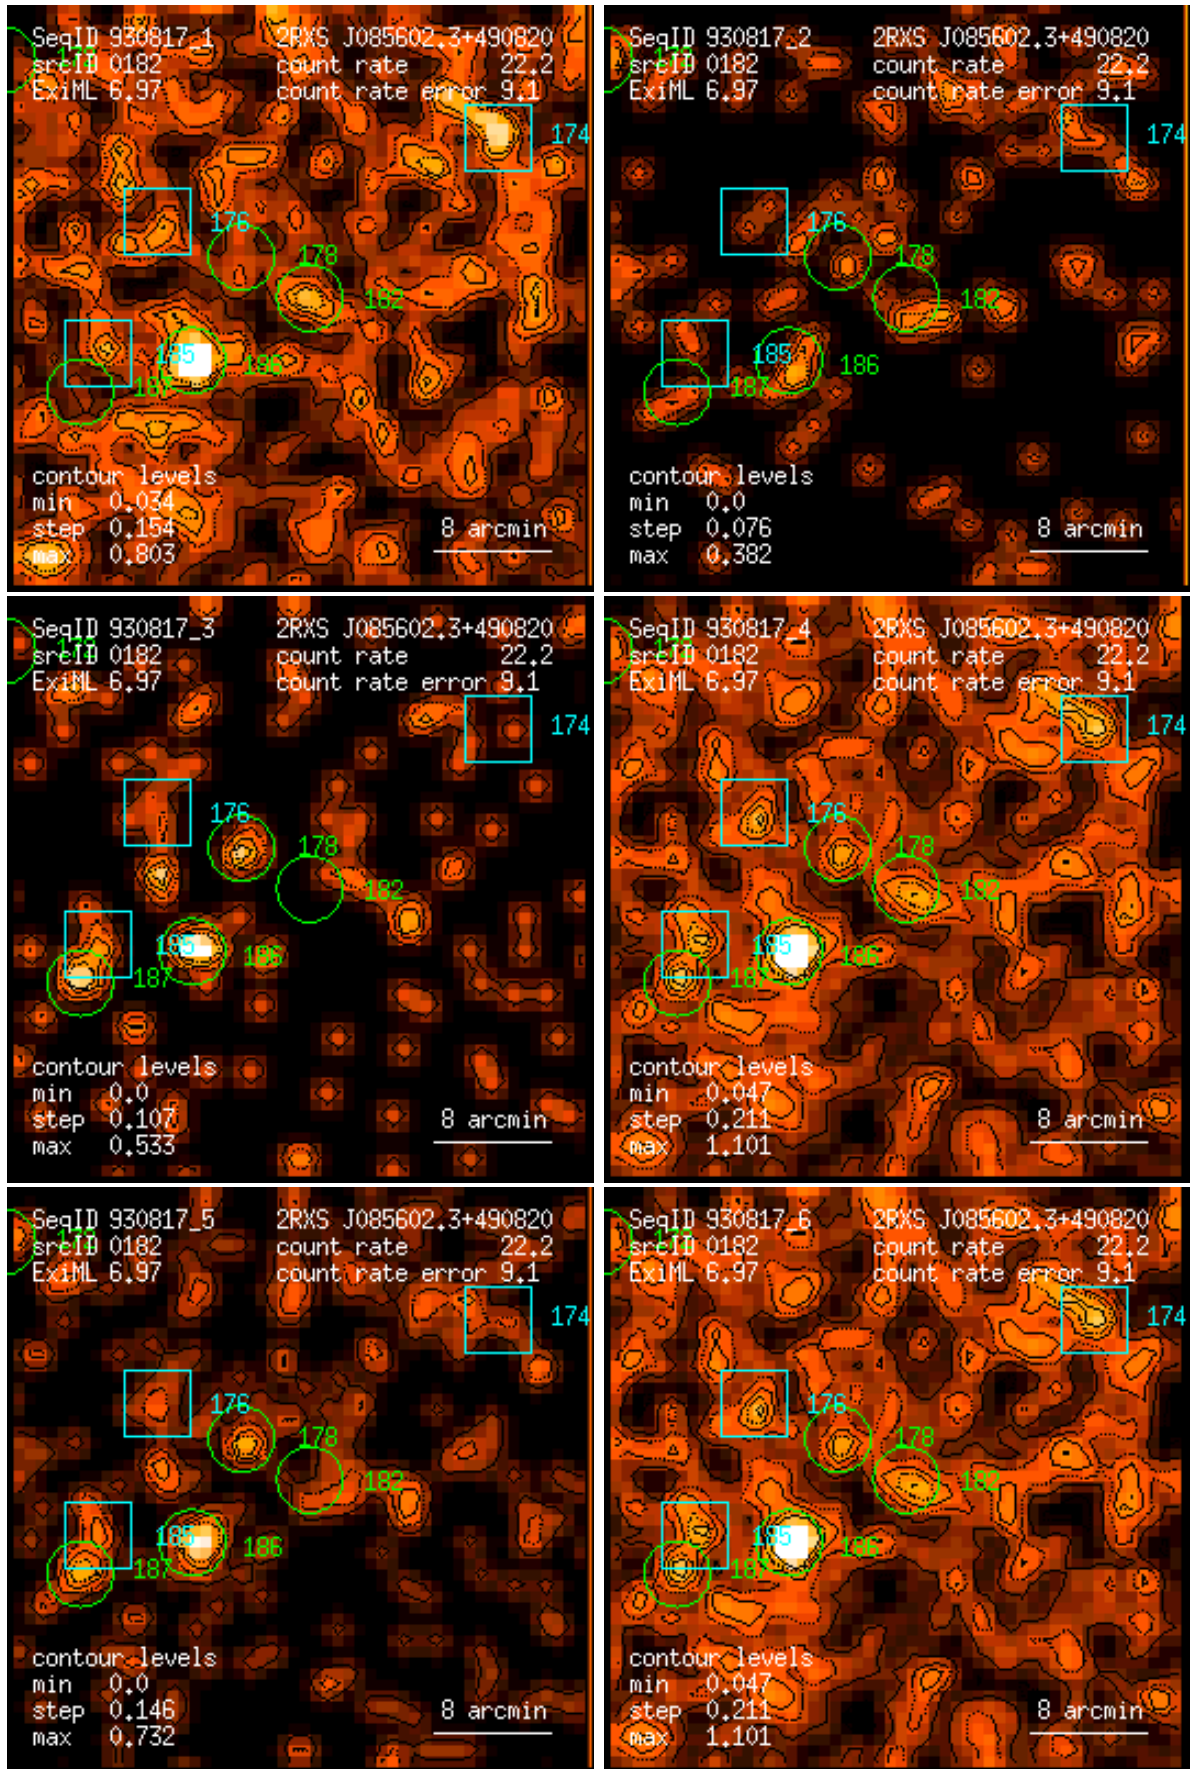 SeqID 930817_1 2RXS J085602.3+490820
srcID 0182 count rate 22.2
ExiML 6.97 count rate error 9.1
174
176
178
182
185 186
187
contour levels
min 0.034
step 0.154 8 arcmin
max 0.803
SeqID 930817_2 2RXS J085602.3+490820
srcID 0182 count rate 22.2
ExiML 6.97 count rate error 9.1
174
176
178
182
185 186
187
contour levels
min 0.0
step 0.076 8 arcmin
max 0.382
SeqID 930817_3 2RXS J085602.3+490820
srcID 0182 count rate 22.2
ExiML 6.97 count rate error 9.1
174
176
178
182
185 186
187
contour levels
min 0.0
step 0.107 8 arcmin
max 0.533
SeqID 930817_4 2RXS J085602.3+490820
srcID 0182 count rate 22.2
ExiML 6.97 count rate error 9.1
174
176
178
182
185 186
187
contour levels
min 0.047
step 0.211 8 arcmin
max 1.101
SeqID 930817_5 2RXS J085602.3+490820
srcID 0182 count rate 22.2
ExiML 6.97 count rate error 9.1
174
176
178
182
185 186
187
contour levels
min 0.0
step 0.146 8 arcmin
max 0.732
SeqID 930817_6 2RXS J085602.3+490820
srcID 0182 count rate 22.2
ExiML 6.97 count rate error 9.1
174
176
178
182
185 186
187
contour levels
min 0.047
step 0.211 8 arcmin
max 1.101